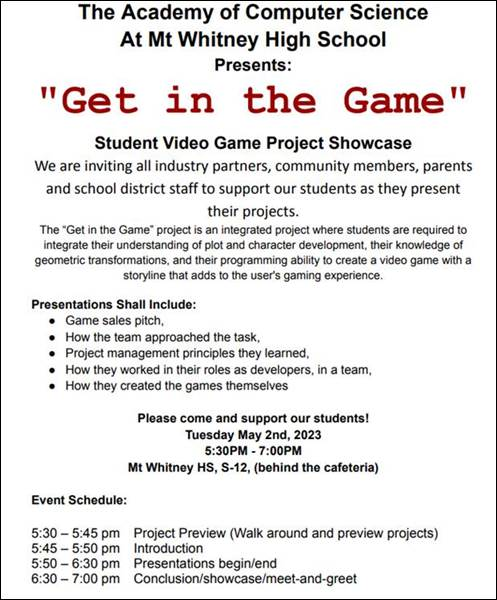 The Academy of Computer Science
At Mt Whitney High School
Presents:
"Get in the Game"
Student Video Game Project Showcase
We are inviting all industry partners, community members, parents
and school district staff to support our students as they present
their projects.
The “Get in the Game” project is an integrated project where students are required to
integrate their understanding of plot and character development, their knowledge of
geometric transformations, and their programming ability to create a video game with a
storyline that adds to the user's gaming experience.
Presentations Shall Include:
● Game sales pitch,
● How the team approached the task,
● Project management principles they learned,
● How they worked in their roles as developers, in a team,
● How they created the games themselves
Please come and support our students!
Tuesday May 2nd, 2023
5:30PM - 7:00PM
Mt Whitney HS, S-12, (behind the cafeteria)
Event Schedule:
5:30 – 5:45 pm Project Preview (Walk around and preview projects)
5:45 – 5:50 pm Introduction
5:50 – 6:30 pm Presentations begin/end
6:30 – 7:00 pm Conclusion/showcase/meet-and-greet